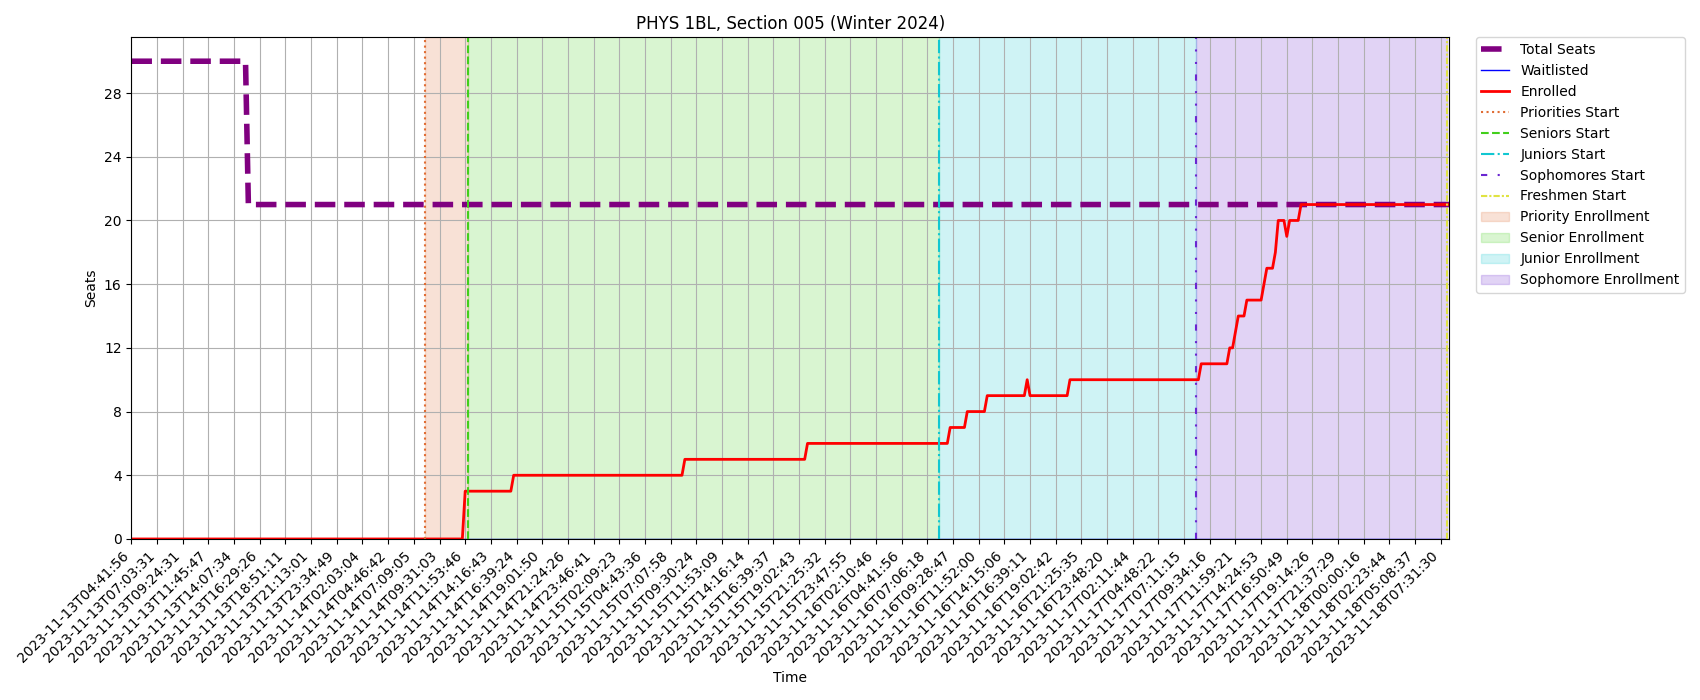 PHYS 1BL, Section 005 (Winter 2024)
Total Seats
Waitlisted
Enrolled
Priorities Start
Seniors Start
Juniors Start
Sophomores Start
Freshmen Start
Priority Enrollment
Senior Enrollment
Junior Enrollment
Sophomore Enrollment
Seats
28
24
20
16
12
8
4
0
2023-11-13T04:41:56
2023-11-13T07:03:31
2023-11-13T09:24:31
2023-11-13T11:45:47
2023-11-13T14:07:34
2023-11-13T16:29:26
2023-11-13T18:51:11
2023-11-13T21:13:01
2023-11-13T23:34:49
2023-11-14T02:03:04
2023-11-14T04:46:42
2023-11-14T07:09:05
2023-11-14T09:31:03
2023-11-14T11:53:46
2023-11-14T14:16:43
2023-11-14T16:39:24
2023-11-14T19:01:50
2023-11-14T21:24:26
2023-11-14T23:46:41
2023-11-15T02:09:23
2023-11-15T04:43:36
2023-11-15T07:07:58
2023-11-15T09:30:24
2023-11-15T11:53:09
2023-11-15T14:16:14
2023-11-15T16:39:37
2023-11-15T19:02:43
2023-11-15T21:25:32
2023-11-15T23:47:55
2023-11-16T02:10:46
2023-11-16T04:41:56
2023-11-16T07:06:18
2023-11-16T09:28:47
2023-11-16T11:52:00
2023-11-16T14:15:06
2023-11-16T16:39:11
2023-11-16T19:02:42
2023-11-16T21:25:35
2023-11-16T23:48:20
2023-11-17T02:11:44
2023-11-17T04:48:22
2023-11-17T07:11:15
2023-11-17T09:34:16
2023-11-17T11:59:21
2023-11-17T14:24:53
2023-11-17T16:50:49
2023-11-17T19:14:26
2023-11-17T21:37:29
2023-11-18T00:00:16
2023-11-18T02:23:44
2023-11-18T05:08:37
2023-11-18T07:31:30
Time